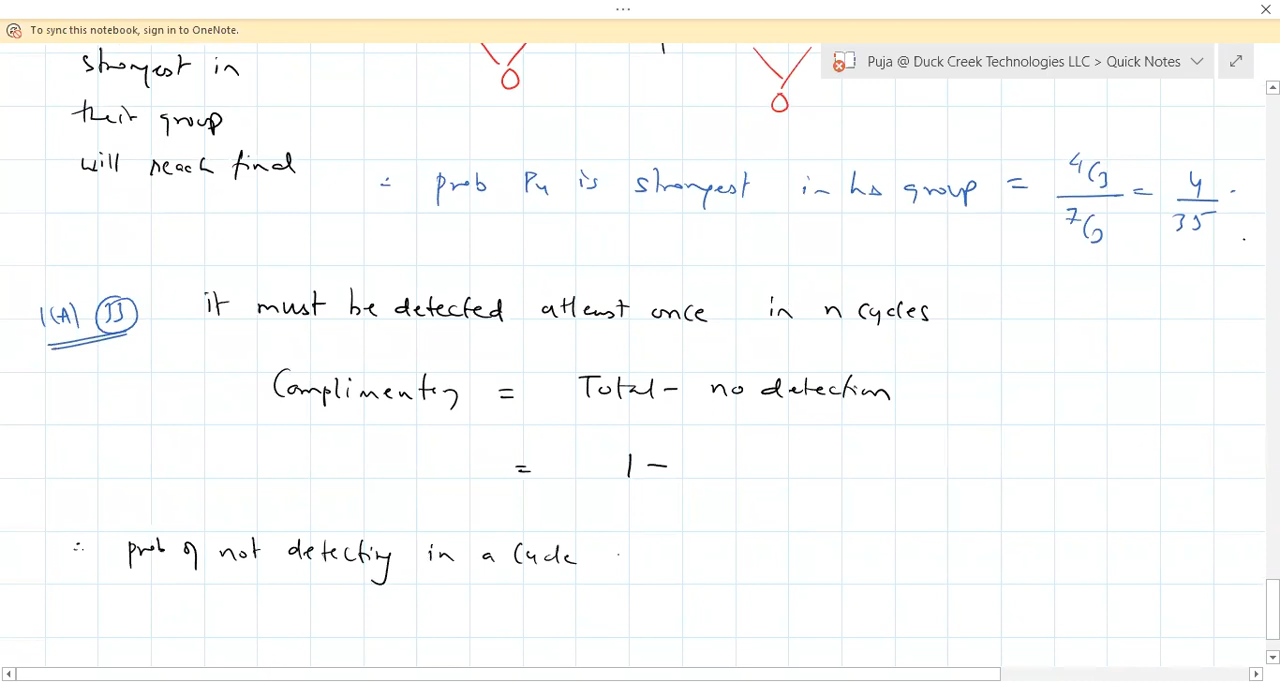 To sync this notebook, sign in to OneNote.
Puja @ Duck Creek Technologies LLC > Quick Notes
strongest in
their group
will reach final
∴ prob P4 is strongest in hs group = ⁴C₃ / ⁷C₃ = 4 / 35 .
1(A) II it must be detected atleast once in n cycles
Complimentry = Total - no detection
= 1 -
∴ prob of not detecting in a Cycle